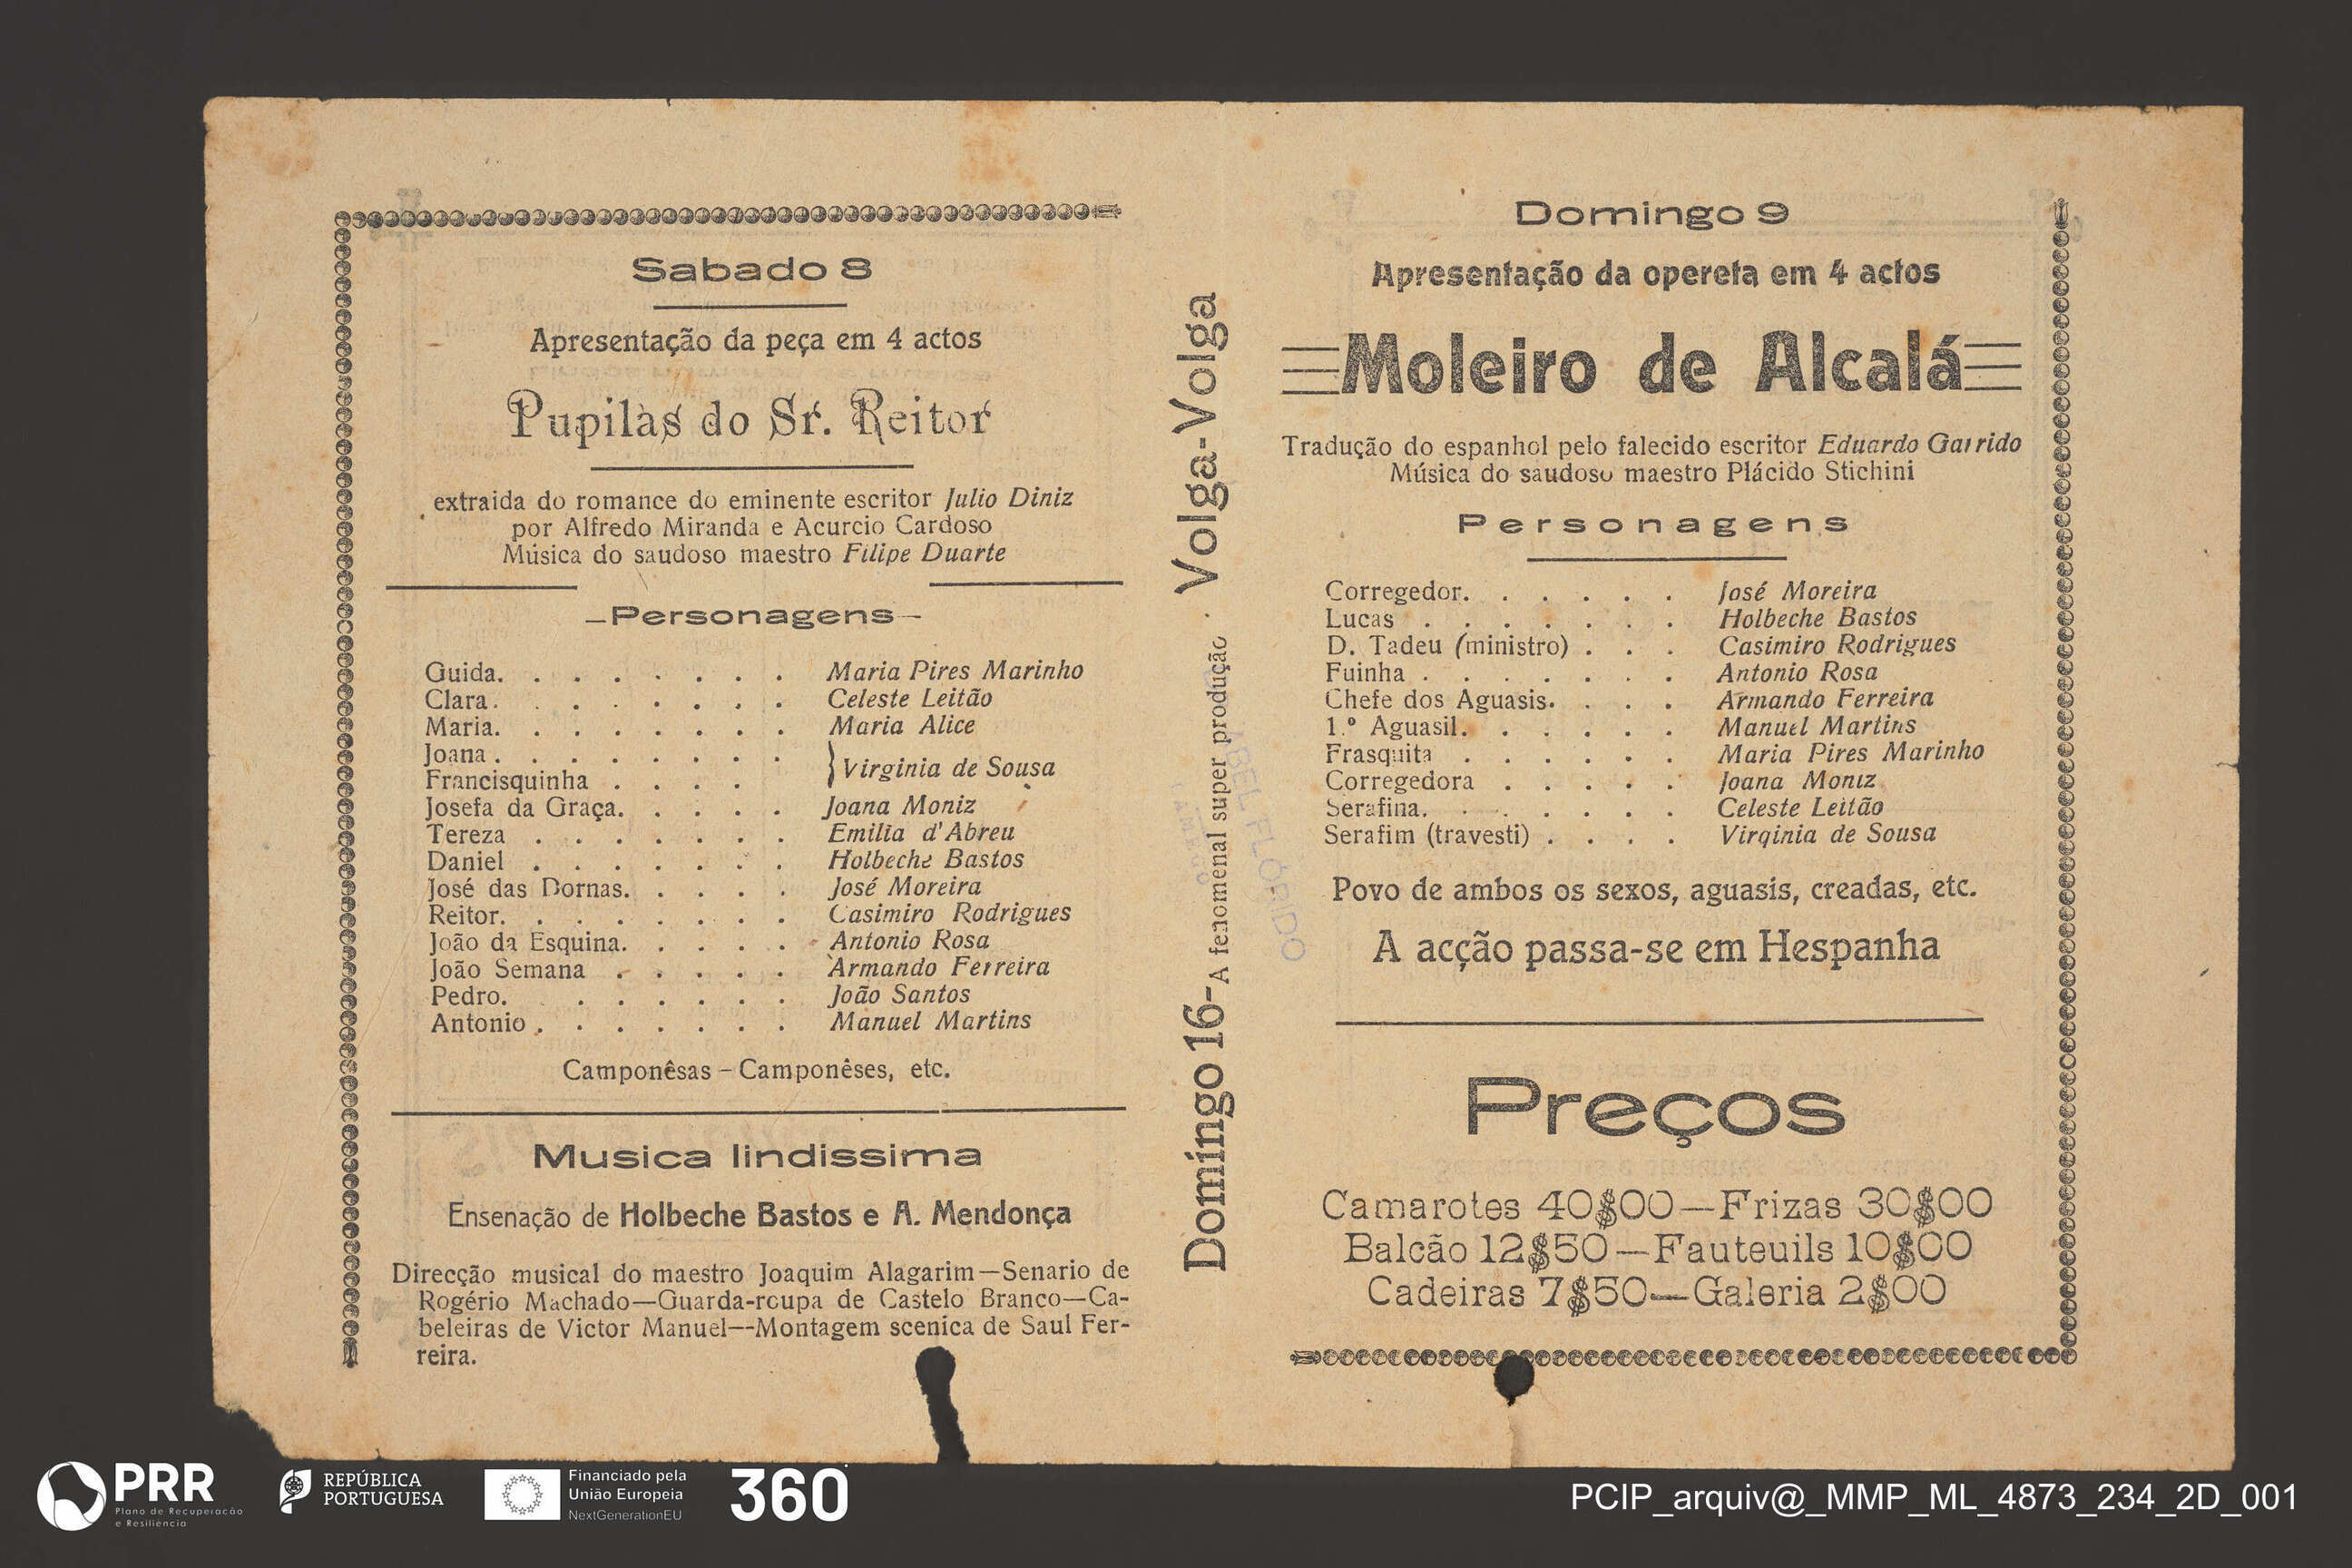 Sabado 8
Apresentação da peça em 4 actos
Pupilas do Sr. Reitor
extraida do romance do eminente escritor Julio Diniz
por Alfredo Miranda e Acurcio Cardoso
Música do saudoso maestro Filipe Duarte
—Personagens—
Guida. . . . . . . . Maria Pires Marinho
Clara. . . . . . . . Celeste Leitão
Maria. . . . . . . . Maria Alice
Joana . . . . . . . .
Francisquinha . . . . } Virginia de Sousa
Josefa da Graça. . . . . Joana Moniz
Tereza . . . . . . . Emilia d'Abreu
Daniel . . . . . . . Holbeche Bastos
José das Dornas. . . . . José Moreira
Reitor. . . . . . . . Casimiro Rodrigues
João da Esquina. . . . . Antonio Rosa
João Semana . . . . . Armando Ferreira
Pedro. . . . . . . . João Santos
Antonio . . . . . . . Manuel Martins
Camponêsas — Camponêses, etc.
Musica lindissima
Ensenação de Holbeche Bastos e A. Mendonça
Direcção musical do maestro Joaquim Alagarim—Senario de
Rogério Machado—Guarda-roupa de Castelo Branco—Ca-
beleiras de Victor Manuel—Montagem scenica de Saul Fer-
reira.
Domingo 16-A fenomenal super produção . Volga-Volga
ABEL FLÓRIDO
Domingo 9
Apresentação da opereta em 4 actos
Moleiro de Alcalá
Tradução do espanhol pelo falecido escritor Eduardo Garrido
Música do saudoso maestro Plácido Stichini
Personagens
Corregedor. . . . . . José Moreira
Lucas . . . . . . . Holbeche Bastos
D. Tadeu (ministro) . . . Casimiro Rodrigues
Fuinha . . . . . . . Antonio Rosa
Chefe dos Aguasis. . . . Armando Ferreira
1.º Aguasil. . . . . . Manuel Martins
Frasquita . . . . . . Maria Pires Marinho
Corregedora . . . . . Joana Moniz
Serafina. . . . . . . Celeste Leitão
Serafim (travesti) . . . . Virginia de Sousa
Povo de ambos os sexos, aguasis, creadas, etc.
A acção passa-se em Hespanha
Preços
Camarotes 40$00—Frizas 30$00
Balcão 12$50—Fauteuils 10$00
Cadeiras 7$50—Galeria 2$00
PRR
Plano de Recuperação
e Resiliência
REPÚBLICA
PORTUGUESA
Financiado pela
União Europeia
NextGenerationEU
360
PCIP_arquiv@_MMP_ML_4873_234_2D_001